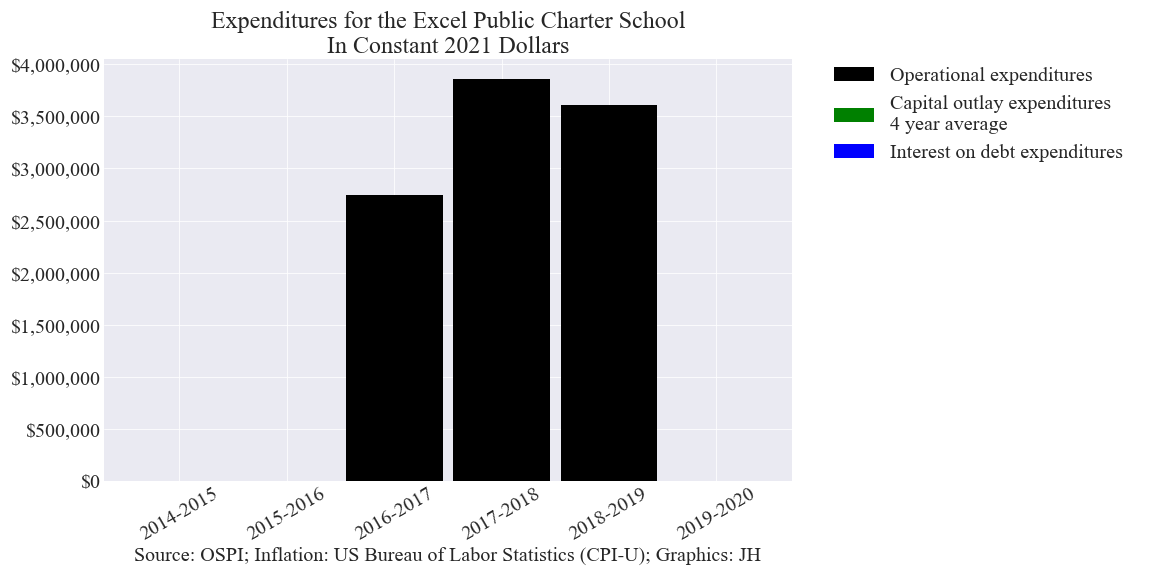 Expenditures for the Excel Public Charter School
In Constant 2021 Dollars
$4,000,000
$3,500,000
$3,000,000
$2,500,000
$2,000,000
$1,500,000
$1,000,000
$500,000
$0
2014-2015
2015-2016
2016-2017
2017-2018
2018-2019
2019-2020
Source: OSPI; Inflation: US Bureau of Labor Statistics (CPI-U); Graphics: JH
Operational expenditures
Capital outlay expenditures
4 year average
Interest on debt expenditures